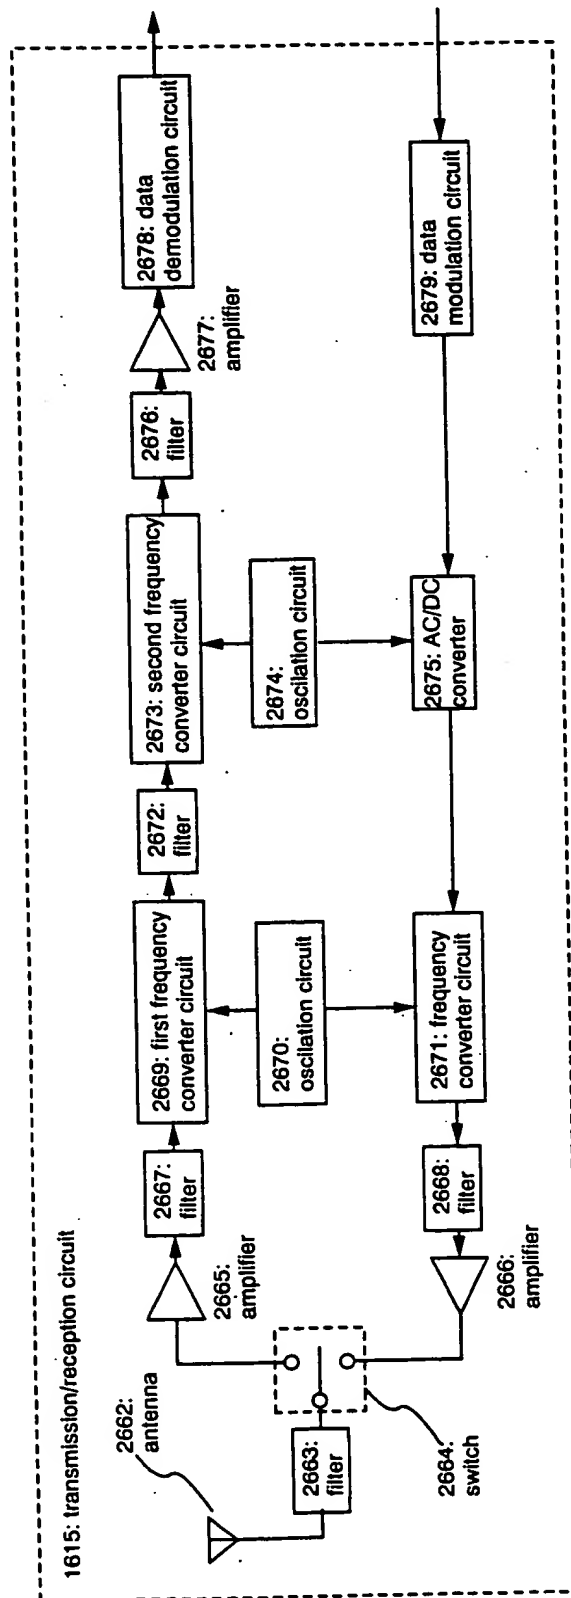 1615: transmission/reception circuit
2662:
antenna
2663:
filter
2664:
switch
2665:
amplifier
2667:
filter
2669: first frequency
converter circuit
2672:
filter
2673: second frequency
converter circuit
2676:
filter
2677:
amplifier
2678: data
demodulation circuit
2670:
oscilation circuit
2674:
oscilation circuit
2666:
amplifier
2668:
filter
2671: frequency
converter circuit
2675: AC/DC
converter
2679: data
modulation circuit